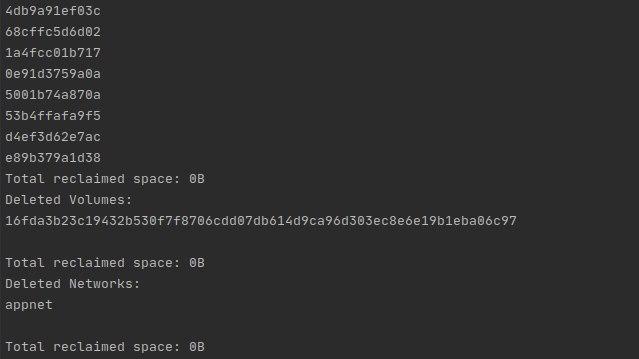 4db9a91ef03c
68cffc5d6d02
1a4fcc01b717
0e91d3759a0a
5001b74a870a
53b4ffafa9f5
d4ef3d62e7ac
e89b379a1d38
Total reclaimed space: 0B
Deleted Volumes:
16fda3b23c19432b530f7f8706cdd07db614d9ca96d303ec8e6e19b1eba06c97
Total reclaimed space: 0B
Deleted Networks:
appnet
Total reclaimed space: 0B